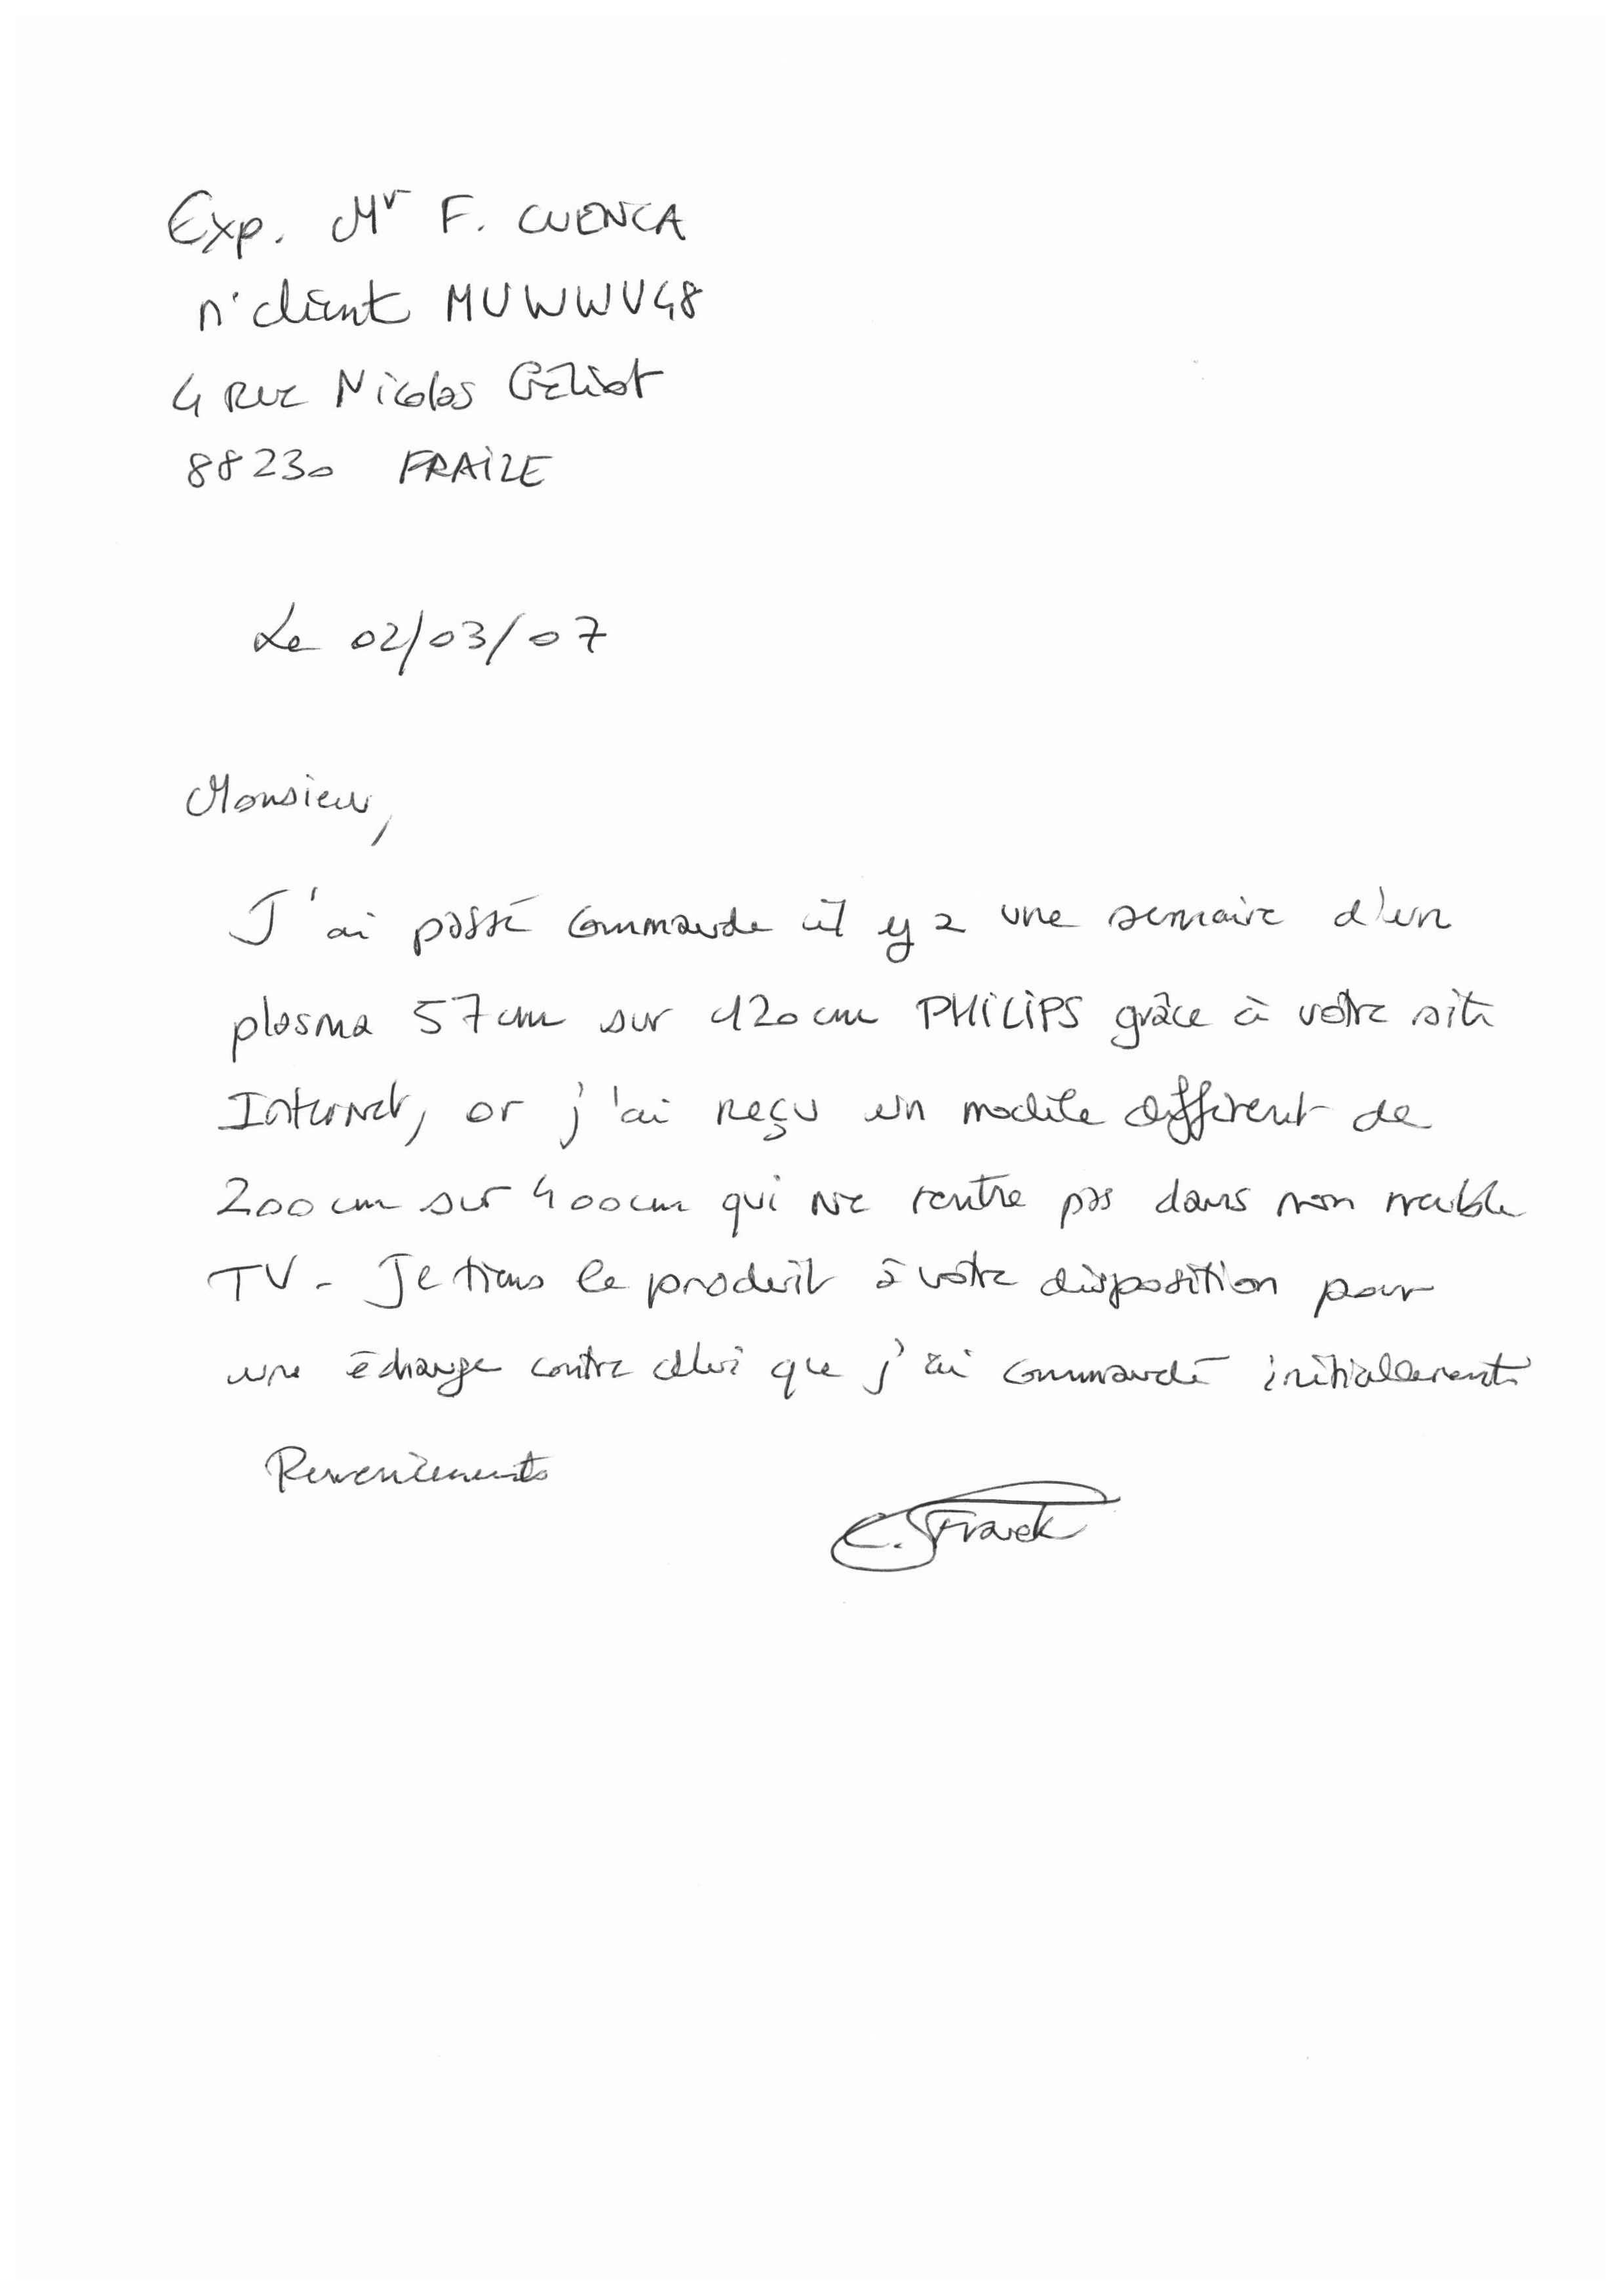 Exp. Mr F. CUENCA
n° client MUWWV48
4 Rue Nicolas Géliot
88230 FRAIZE
Le 02/03/07
Monsieur,
J'ai passé commande il y a une semaine d'un
plasma 57cm sur 120cm PHILIPS grâce à votre site
Internet, or j'ai reçu un modèle différent de
200cm sur 400cm qui ne rentre pas dans mon meuble
TV. Je tiens le produit à votre disposition pour
une échange contre celui que j'ai commandé initialement.
Remerciements
C. Franck